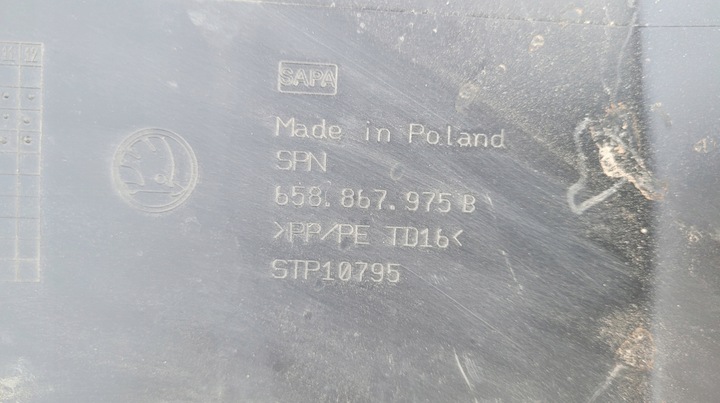 SAPA
Made in Poland
SPN
658.867.975 B
>PP/PE TD16<
STP10795